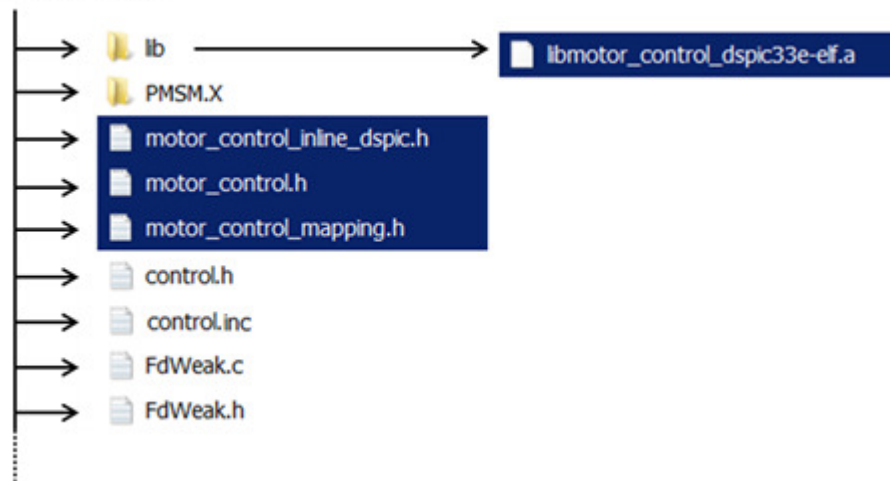 lib
libmotor_control_dspic33e-elf.a
PMSM.X
motor_control_inline_dspic.h
motor_control.h
motor_control_mapping.h
control.h
control.inc
FdWeak.c
FdWeak.h